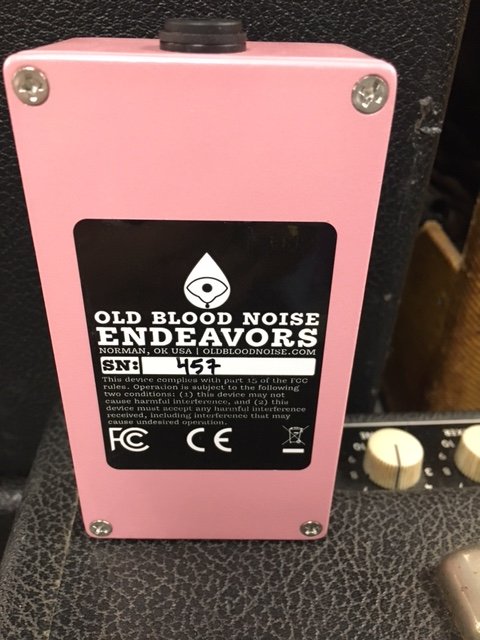 OLD BLOOD NOISE
ENDEAVORS
NORMAN, OK USA | OLDBLOODNOISE.COM
SN: 457
This device complies with part 15 of the FCC
rules. Operation is subject to the following
two conditions: (1) this device may not
cause harmful interference, and (2) this
device must accept any harmful interference
received, including interference that may
cause undesired operation.
FC CE